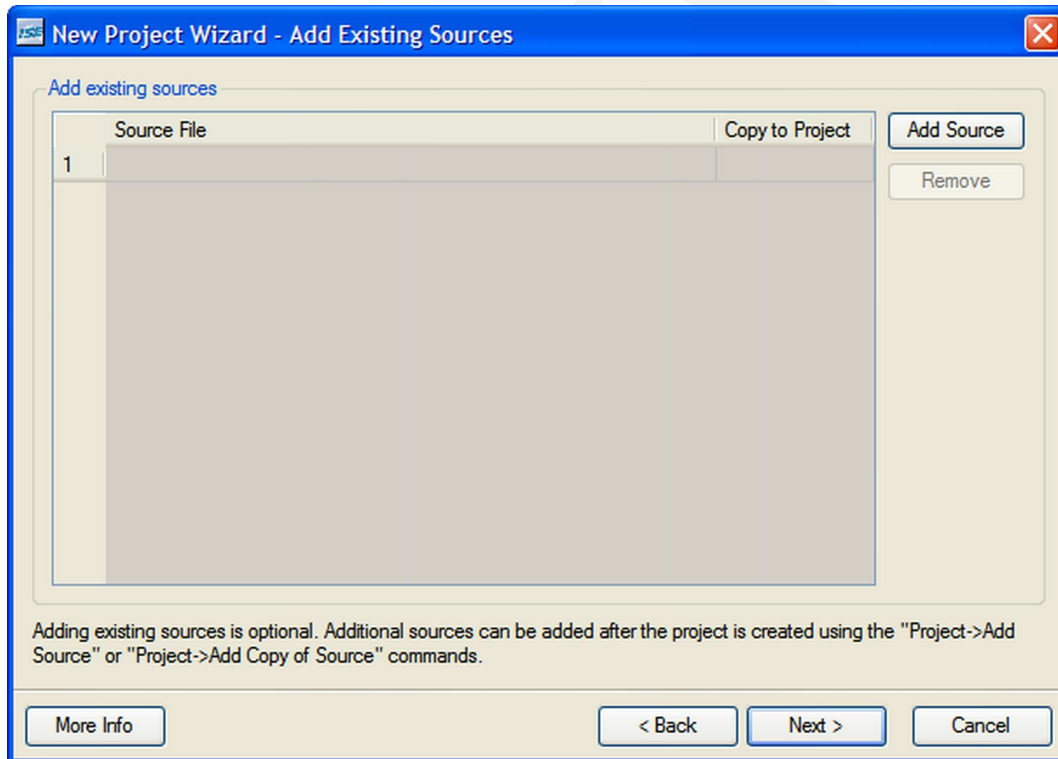 ISE New Project Wizard - Add Existing Sources
Add existing sources
Source File Copy to Project Add Source
1
Remove
Adding existing sources is optional. Additional sources can be added after the project is created using the "Project->Add
Source" or "Project->Add Copy of Source" commands.
More Info < Back Next > Cancel